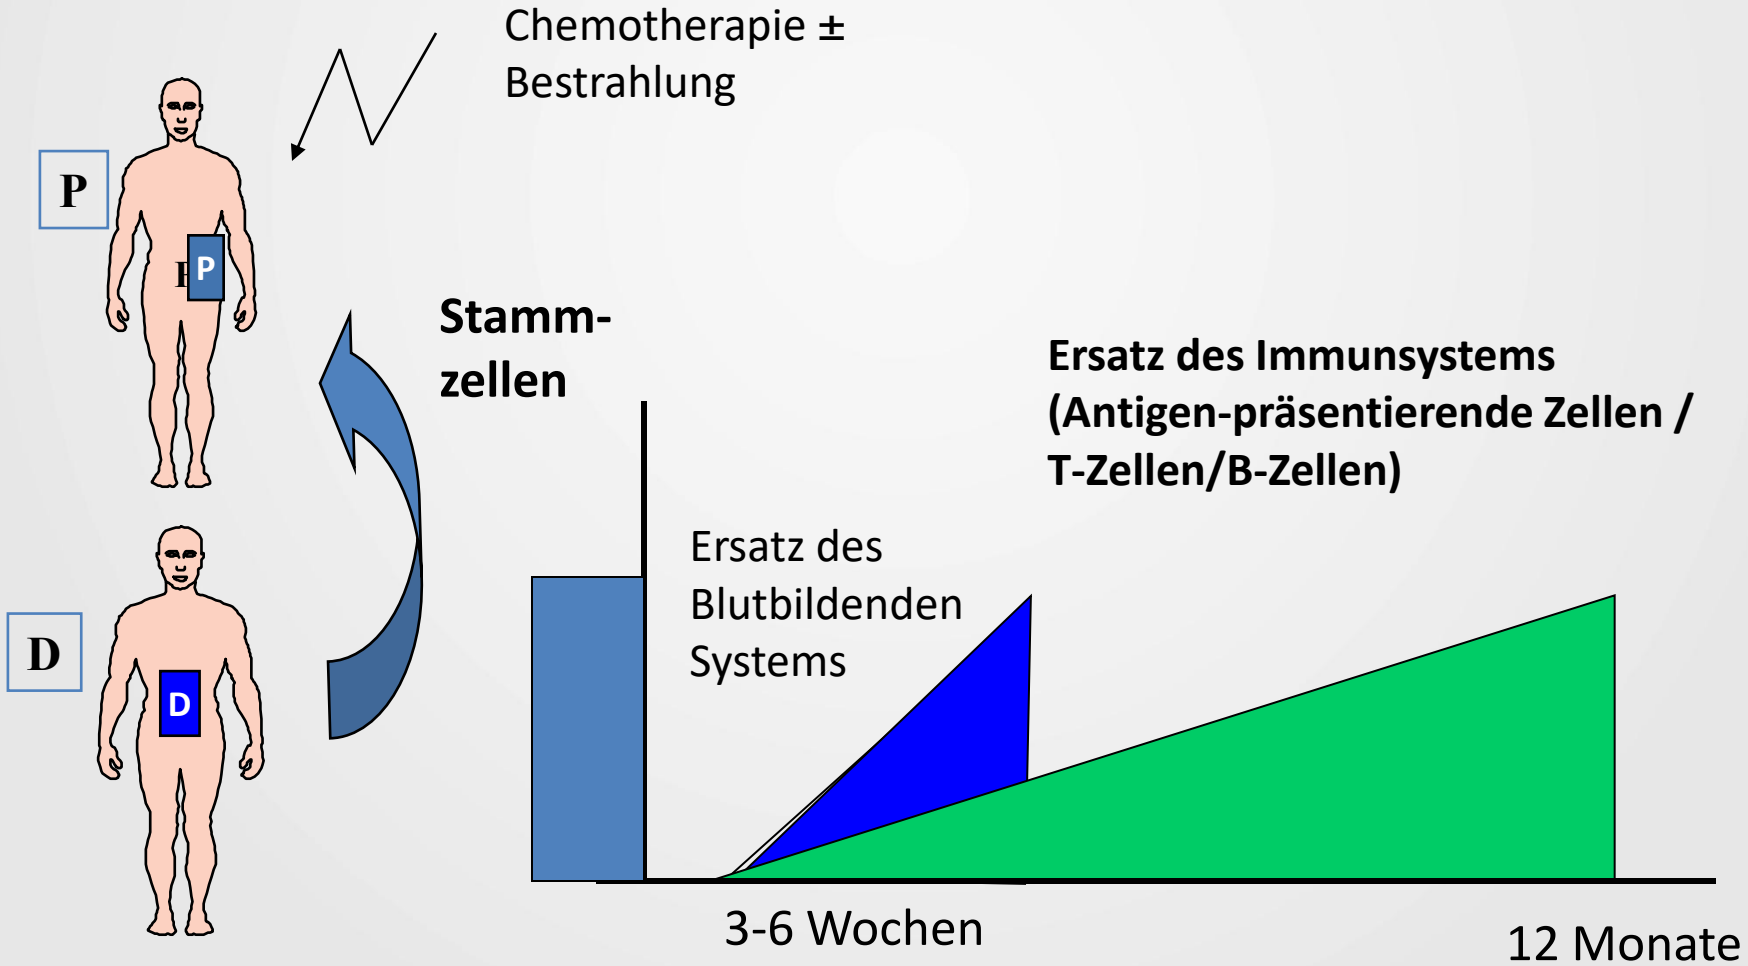 Chemotherapie ±
Bestrahlung
P
P
Stamm-
zellen
Ersatz des Immunsystems
(Antigen-präsentierende Zellen /
T-Zellen/B-Zellen)
Ersatz des
Blutbildenden
Systems
D
D
3-6 Wochen
12 Monate